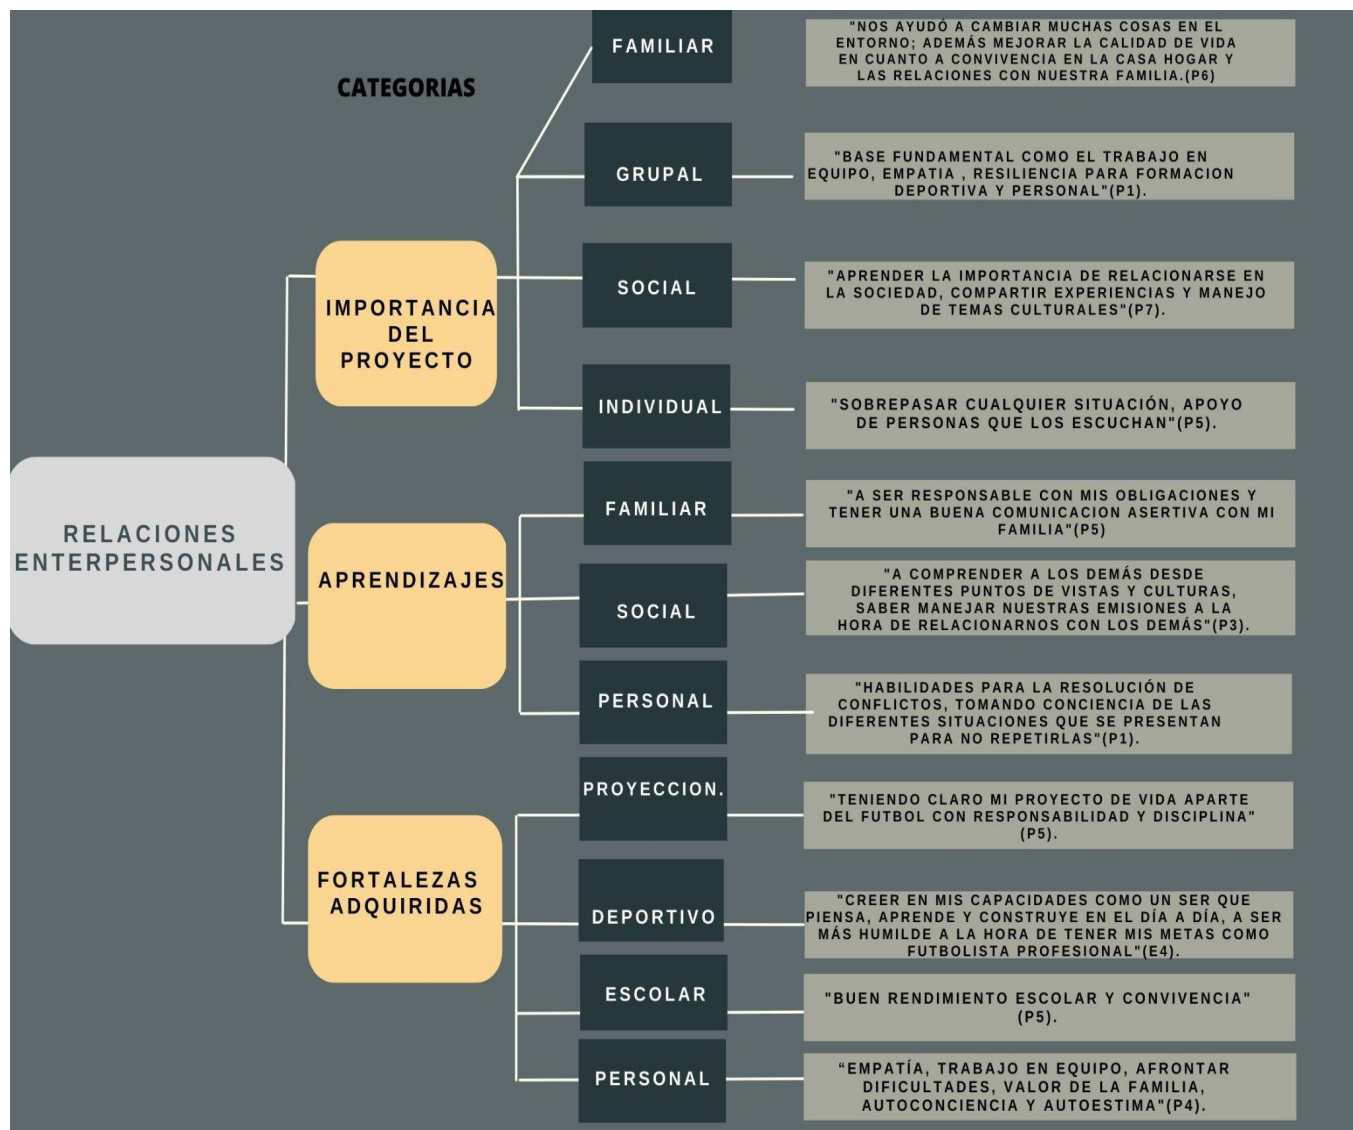 CATEGORIAS
RELACIONES
ENTERPERSONALES
IMPORTANCIA
DEL
PROYECTO
FAMILIAR
"NOS AYUDÓ A CAMBIAR MUCHAS COSAS EN EL
ENTORNO; ADEMÁS MEJORAR LA CALIDAD DE VIDA
EN CUANTO A CONVIVENCIA EN LA CASA HOGAR Y
LAS RELACIONES CON NUESTRA FAMILIA.(P6)
GRUPAL
"BASE FUNDAMENTAL COMO EL TRABAJO EN
EQUIPO, EMPATIA , RESILIENCIA PARA FORMACION
DEPORTIVA Y PERSONAL"(P1).
SOCIAL
"APRENDER LA IMPORTANCIA DE RELACIONARSE EN
LA SOCIEDAD, COMPARTIR EXPERIENCIAS Y MANEJO
DE TEMAS CULTURALES"(P7).
INDIVIDUAL
"SOBREPASAR CUALQUIER SITUACIÓN, APOYO
DE PERSONAS QUE LOS ESCUCHAN"(P5).
APRENDIZAJES
FAMILIAR
"A SER RESPONSABLE CON MIS OBLIGACIONES Y
TENER UNA BUENA COMUNICACION ASERTIVA CON MI
FAMILIA"(P5)
SOCIAL
"A COMPRENDER A LOS DEMÁS DESDE
DIFERENTES PUNTOS DE VISTAS Y CULTURAS,
SABER MANEJAR NUESTRAS EMISIONES A LA
HORA DE RELACIONARNOS CON LOS DEMÁS"(P3).
PERSONAL
"HABILIDADES PARA LA RESOLUCIÓN DE
CONFLICTOS, TOMANDO CONCIENCIA DE LAS
DIFERENTES SITUACIONES QUE SE PRESENTAN
PARA NO REPETIRLAS"(P1).
FORTALEZAS
ADQUIRIDAS
PROYECCION.
"TENIENDO CLARO MI PROYECTO DE VIDA APARTE
DEL FUTBOL CON RESPONSABILIDAD Y DISCIPLINA"
(P5).
DEPORTIVO
"CREER EN MIS CAPACIDADES COMO UN SER QUE
PIENSA, APRENDE Y CONSTRUYE EN EL DÍA A DÍA, A SER
MÁS HUMILDE A LA HORA DE TENER MIS METAS COMO
FUTBOLISTA PROFESIONAL"(E4).
ESCOLAR
"BUEN RENDIMIENTO ESCOLAR Y CONVIVENCIA"
(P5).
PERSONAL
“EMPATÍA, TRABAJO EN EQUIPO, AFRONTAR
DIFICULTADES, VALOR DE LA FAMILIA,
AUTOCONCIENCIA Y AUTOESTIMA"(P4).